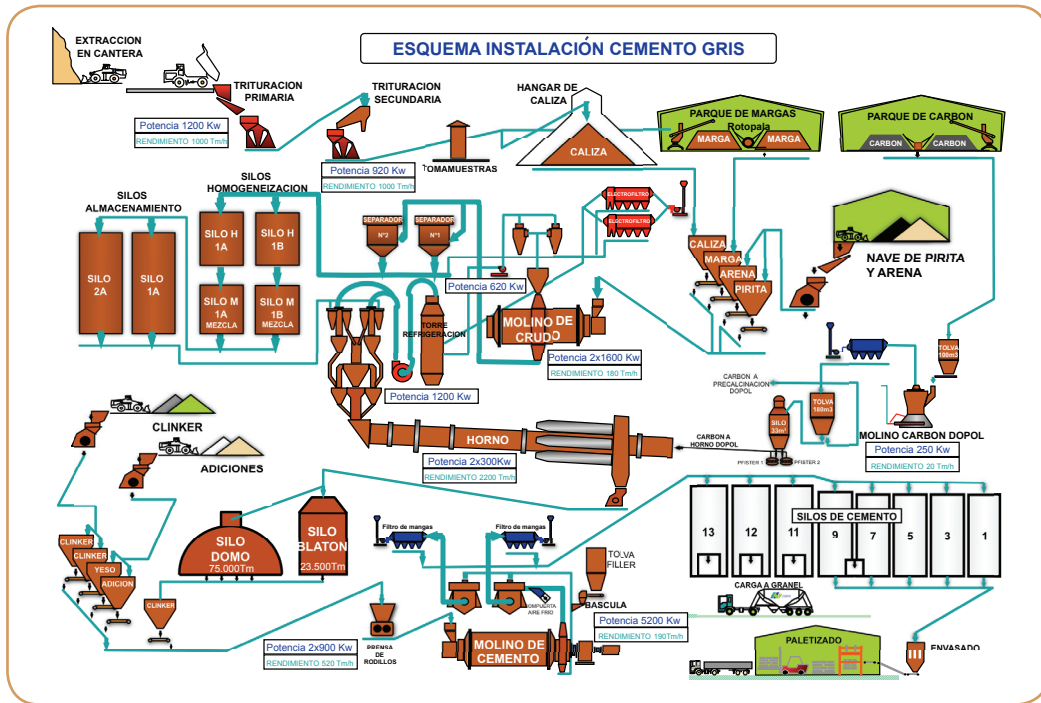 ESQUEMA INSTALACIÓN CEMENTO GRIS
EXTRACCION
EN CANTERA
TRITURACION
PRIMARIA
Potencia 1200 Kw
RENDIMIENTO 1000 Tm/h
TRITURACION
SECUNDARIA
Potencia 920 Kw
RENDIMIENTO 1000 Tm/h
TOMAMUESTRAS
HANGAR DE
CALIZA
CALIZA
PARQUE DE MARGAS
Rotopala
MARGA
MARGA
PARQUE DE CARBON
CARBON
CARBON
SILOS
ALMACENAMIENTO
SILO
2A
SILO
1A
SILOS
HOMOGENEIZACION
SILO H
1A
SILO H
1B
SILO M
1A
MEZCLA
SILO M
1B
MEZCLA
SEPARADOR
Nº2
SEPARADOR
Nº1
ELECTROFILTRO
ELECTROFILTRO
Potencia 620 Kw
TORRE
REFRIGERACION
MOLINO DE
CRUDO
Potencia 2x1600 Kw
RENDIMIENTO 180 Tm/h
Potencia 1200 Kw
CALIZA
MARGA
ARENA
PIRITA
NAVE DE PIRITA
Y ARENA
TOLVA
100m3
CARBON A
PRECALCINACION
DOPOL
TOLVA
180m3
SILO
33m³
PFISTER 1
PFISTER 2
CARBON A
HORNO DOPOL
MOLINO CARBON DOPOL
Potencia 250 Kw
RENDIMIENTO 20 Tm/h
HORNO
Potencia 2x300Kw
RENDIMIENTO 2200 Tm/h
CLINKER
ADICIONES
CLINKER
CLINKER
YESO
ADICION
CLINKER
SILO
DOMO
75.000Tm
SILO
BLATON
23.500Tm
Filtro de mangas
Filtro de mangas
TOLVA
FILLER
BASCULA
OMPUERTA
AIRE FRIO
PRENSA
DE
RODILLOS
Potencia 2x900 Kw
RENDIMIENTO 520 Tm/h
MOLINO DE
CEMENTO
Potencia 5200 Kw
RENDIMIENTO 190Tm/h
SILOS DE CEMENTO
13
12
11
9
7
5
3
1
CARGA A GRANEL
PALETIZADO
ENVASADO